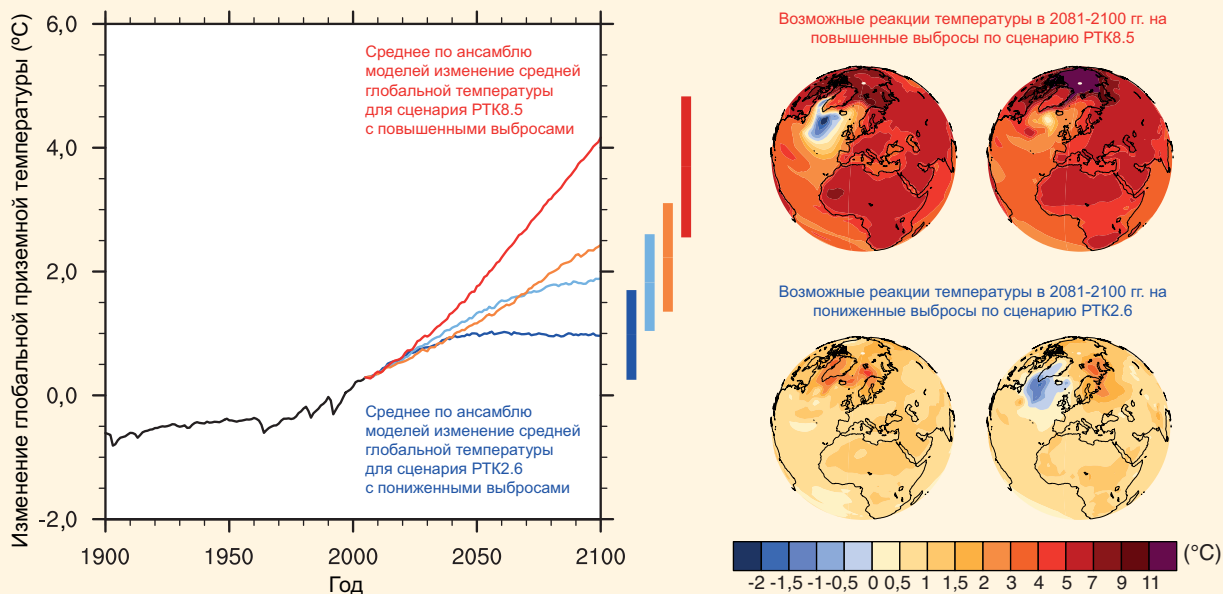 Изменение глобальной приземной температуры (°C)
6,0
4,0
2,0
0,0
-2,0
1900
1950
2000
2050
2100
Год
Среднее по ансамблю
моделей изменение средней
глобальной температуры
для сценария РТК8.5
с повышенными выбросами
Среднее по ансамблю
моделей изменение средней
глобальной температуры
для сценария РТК2.6
с пониженными выбросами
Возможные реакции температуры в 2081-2100 гг. на
повышенные выбросы по сценарию РТК8.5
Возможные реакции температуры в 2081-2100 гг. на
пониженные выбросы по сценарию РТК2.6
-2 -1,5 -1 -0,5 0 0,5 1 1,5 2 3 4 5 7 9 11 (°C)